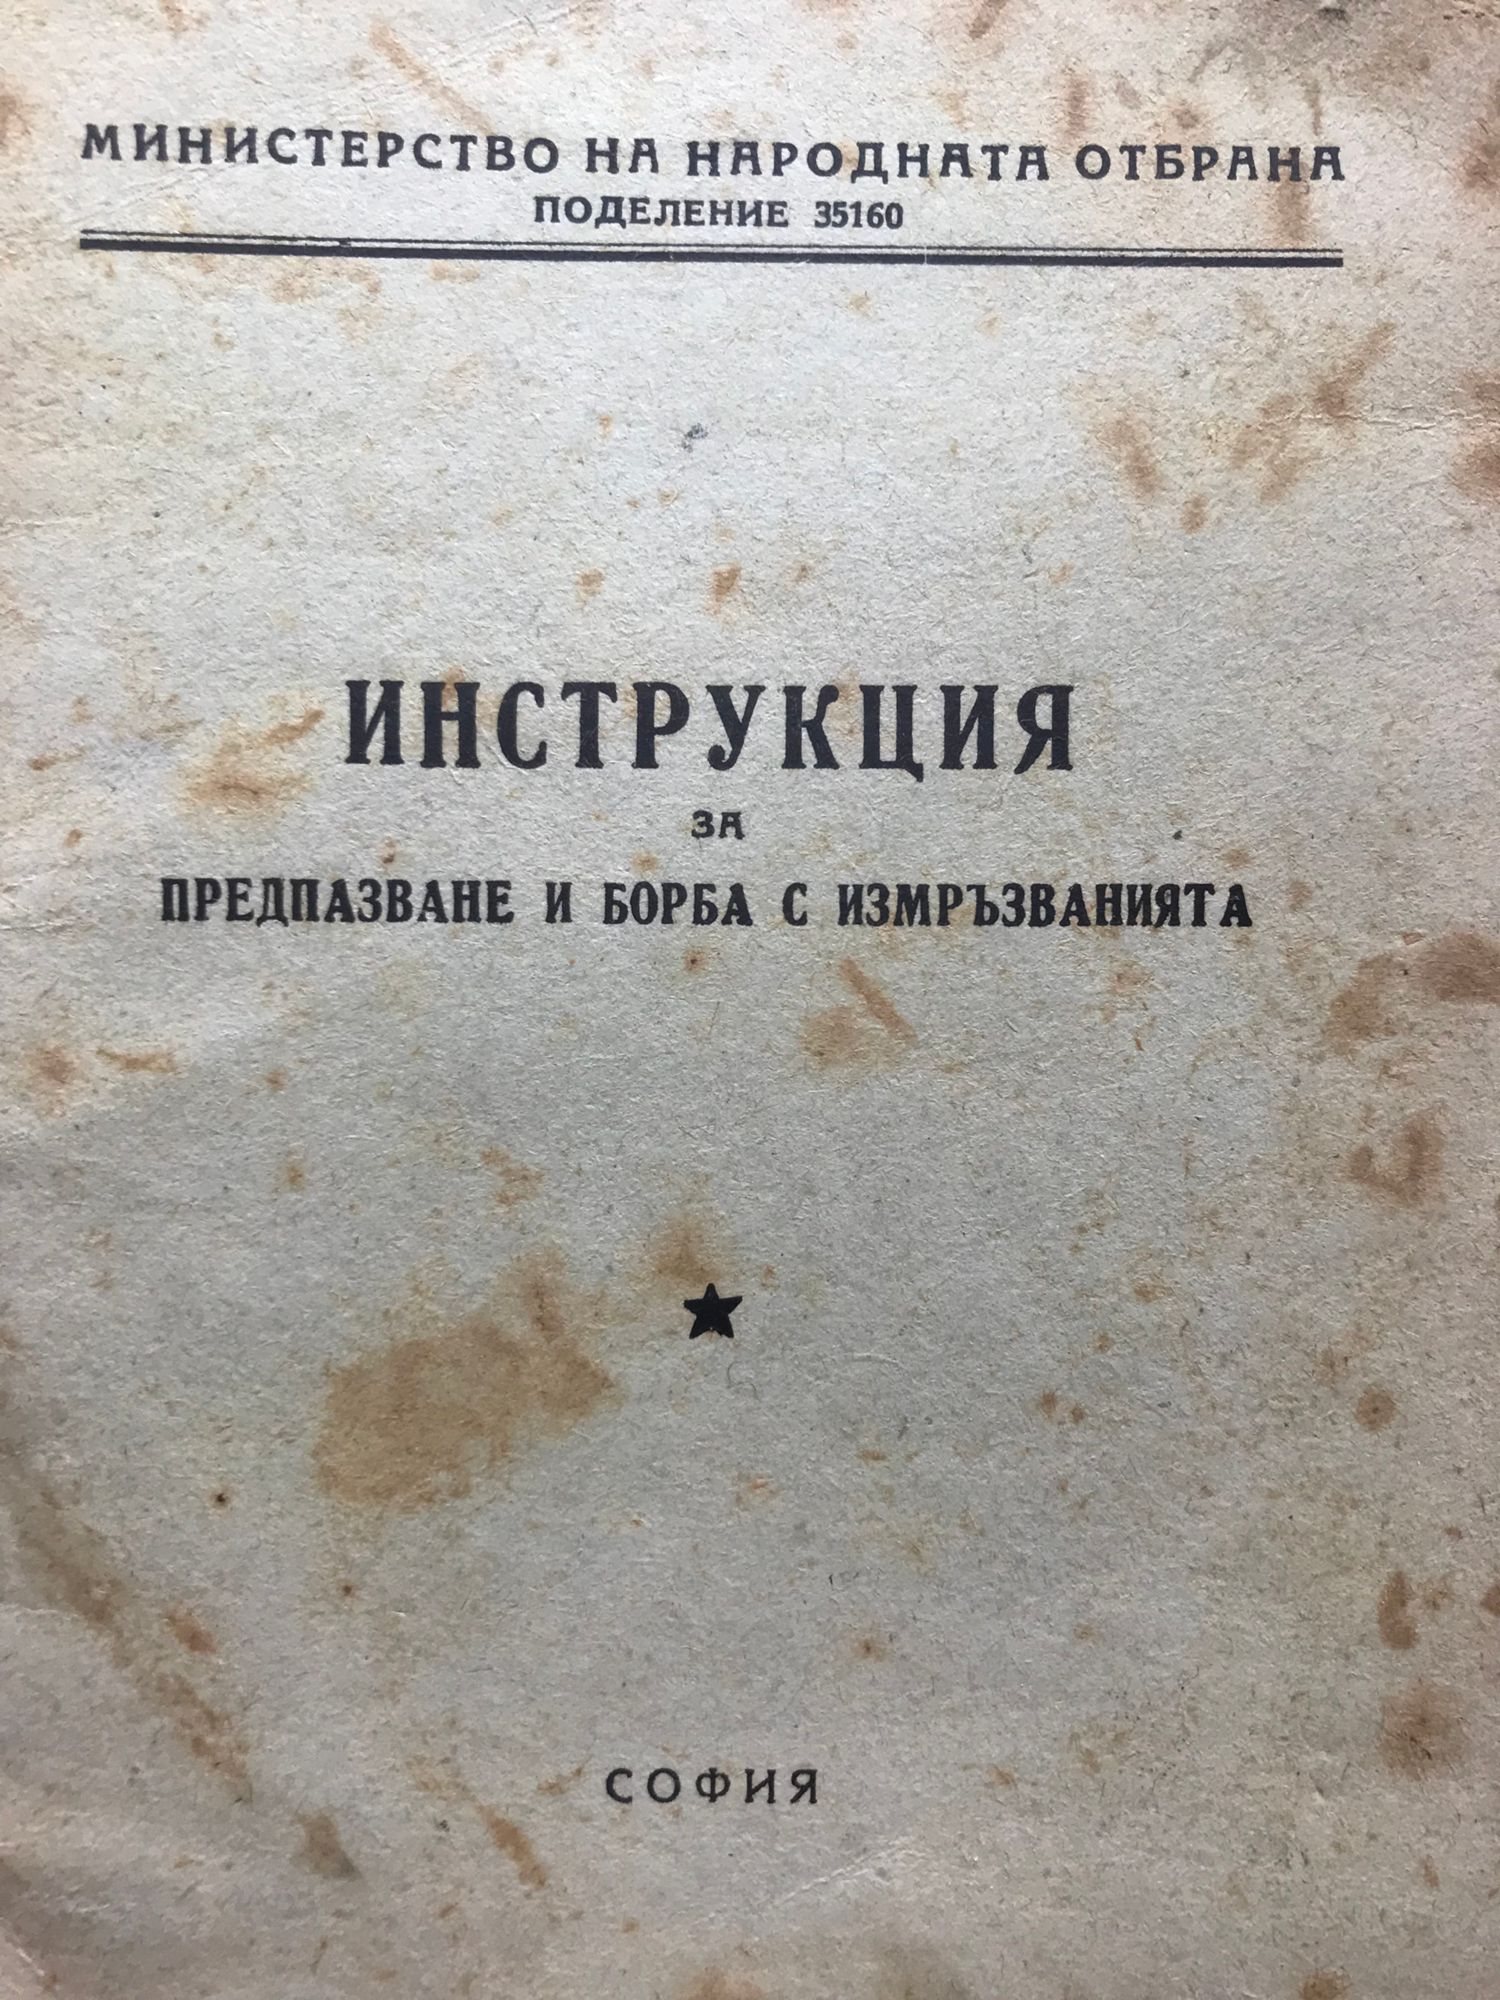 МИНИСТЕРСТВО НА НАРОДНАТА ОТБРАНА
ПОДЕЛЕНИЕ 35160
ИНСТРУКЦИЯ
ЗА
ПРЕДПАЗВАНЕ И БОРБА С ИЗМРЪЗВАНИЯТА
СОФИЯ